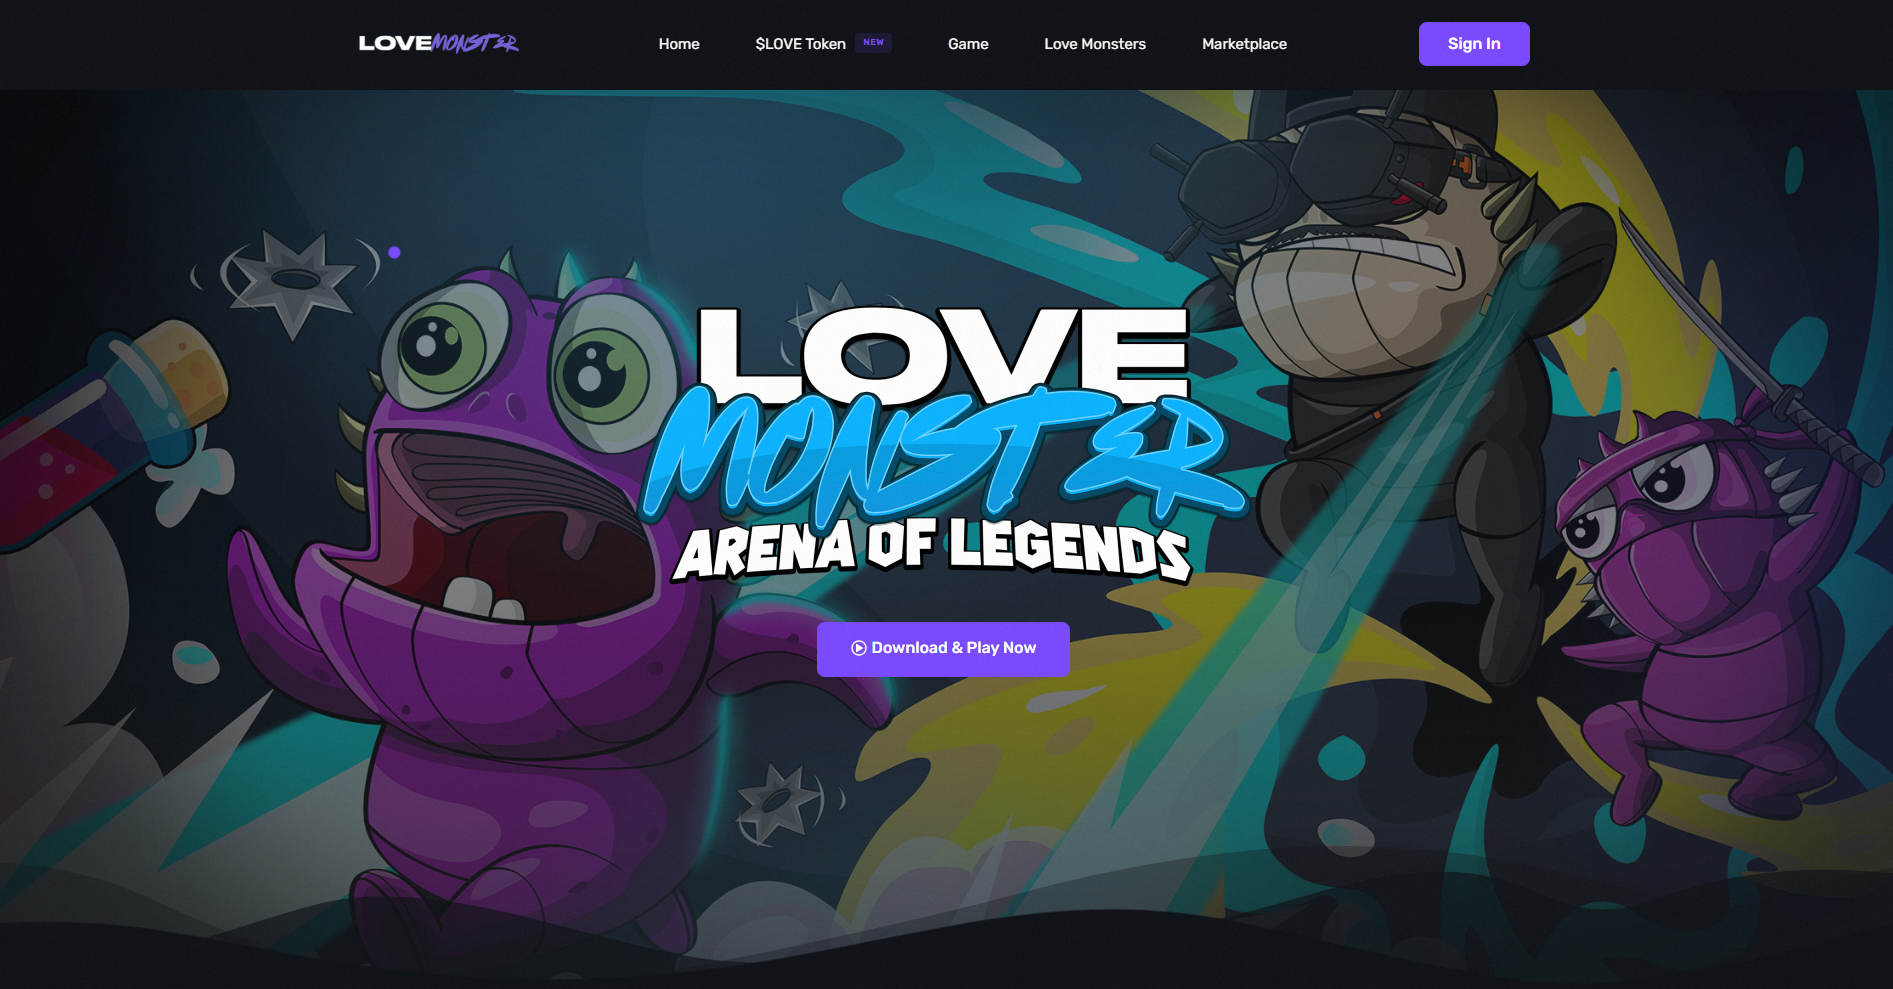 LOVEMONSTER
Home
$LOVE Token NEW
Game
Love Monsters
Marketplace
Sign In
LOVE
MONSTER
ARENA OF LEGENDS
Download & Play Now